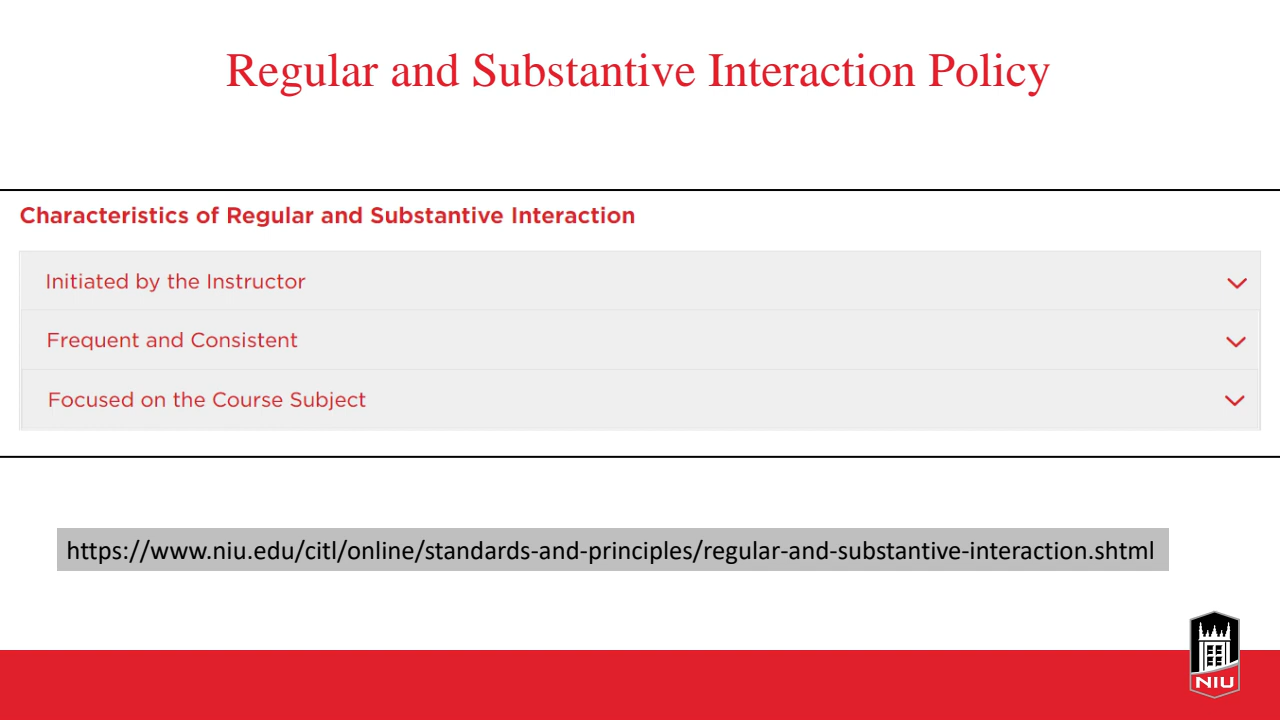 Regular and Substantive Interaction Policy
Characteristics of Regular and Substantive Interaction
Initiated by the Instructor
Frequent and Consistent
Focused on the Course Subject
https://www.niu.edu/citl/online/standards-and-principles/regular-and-substantive-interaction.shtml
NIU